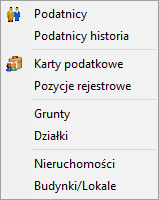 Podatnicy
Podatnicy historia
Karty podatkowe
Pozycje rejestrowe
Grunty
Działki
Nieruchomości
Budynki/Lokale